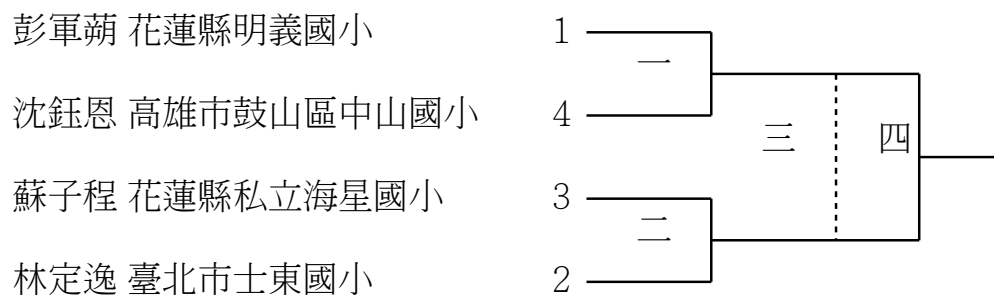 彭軍蒴 花蓮縣明義國小 1
一
沈鈺恩 高雄市鼓山區中山國小 4
三 四
蘇子程 花蓮縣私立海星國小 3
二
林定逸 臺北市士東國小 2